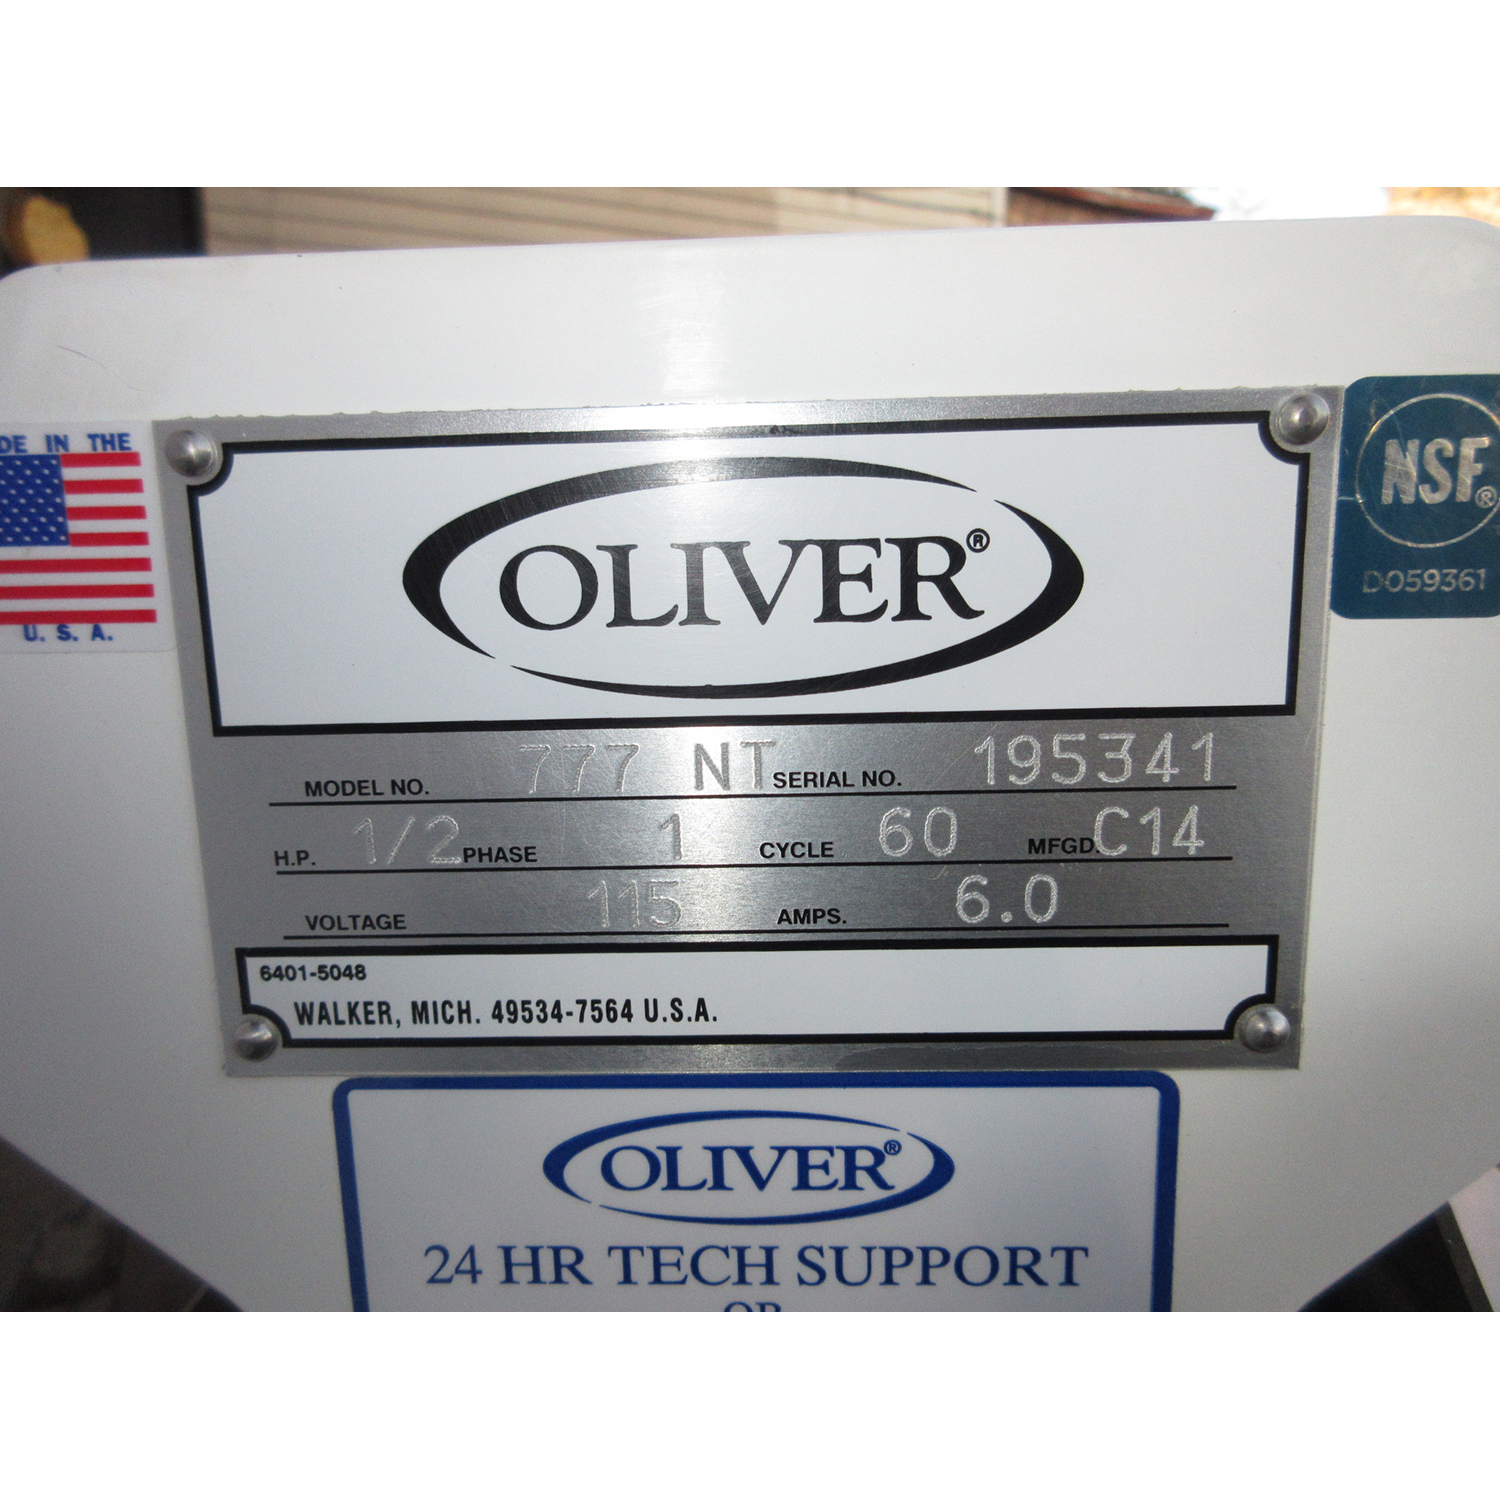 DE IN THE
U. S. A.
OLIVER®
NSF®
D059361
MODEL NO. 777 NT SERIAL NO. 195341
H.P. 1/2 PHASE 1 CYCLE 60 MFGD. C14
VOLTAGE 115 AMPS. 6.0
6401-5048
WALKER, MICH. 49534-7564 U.S.A.
OLIVER®
24 HR TECH SUPPORT